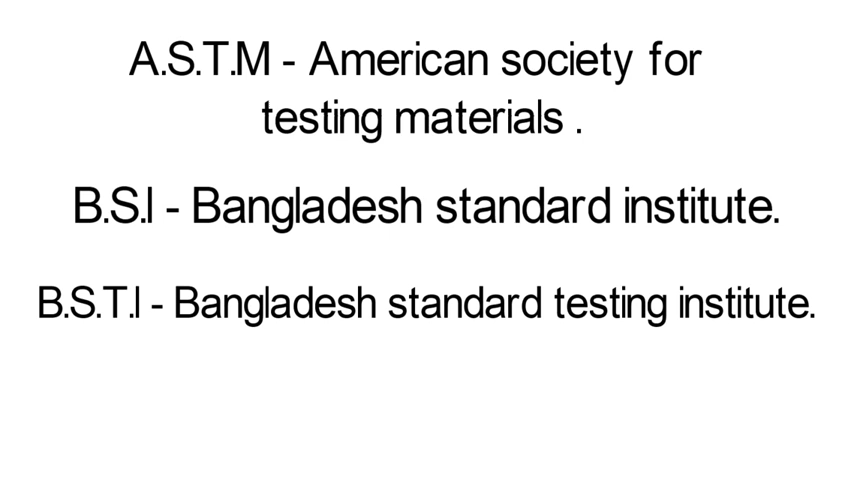 A.S.T.M - American society for
testing materials .
B.S.I - Bangladesh standard institute.
B.S.T.I - Bangladesh standard testing institute.